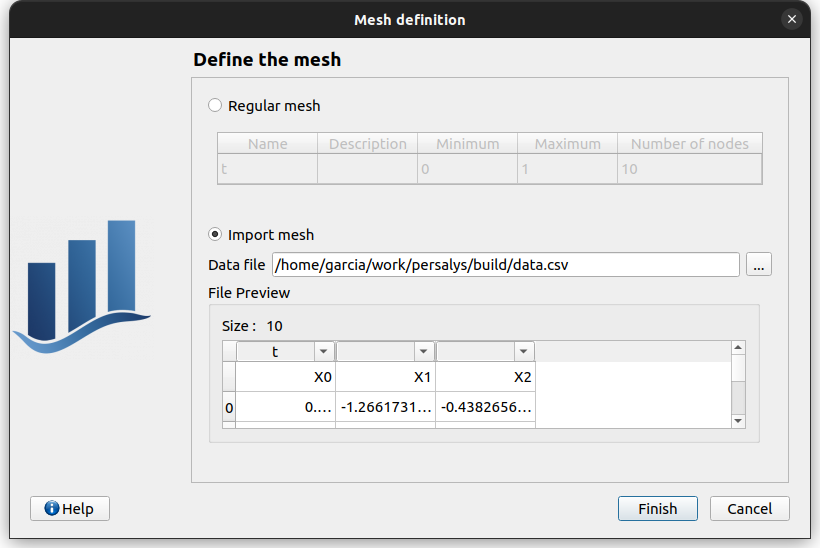 Mesh definition
Define the mesh
Regular mesh
Name Description Minimum Maximum Number of nodes
t 0 1 10
Import mesh
Data file /home/garcia/work/persalys/build/data.csv ...
File Preview
Size : 10
t
X0 X1 X2
0 0.... -1.2661731... -0.4382656...
Help Finish Cancel